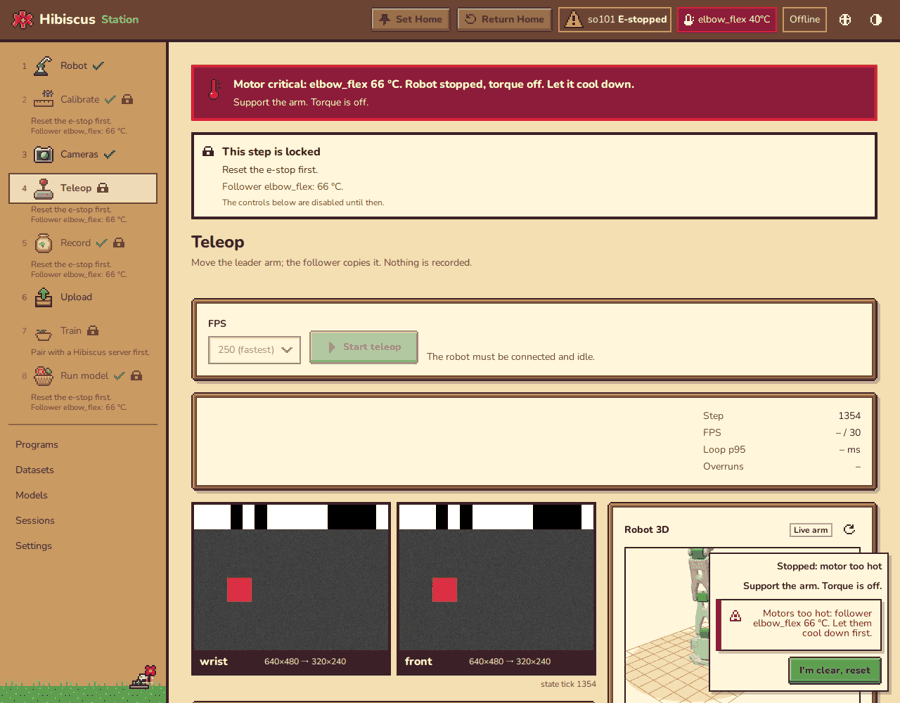 Hibiscus Station
Set Home
Return Home
so101 E-stopped
elbow_flex 40°C
Offline
1 Robot
2 Calibrate
Reset the e-stop first.
Follower elbow_flex: 66 °C.
3 Cameras
4 Teleop
Reset the e-stop first.
Follower elbow_flex: 66 °C.
5 Record
Reset the e-stop first.
Follower elbow_flex: 66 °C.
6 Upload
7 Train
Pair with a Hibiscus server first.
8 Run model
Reset the e-stop first.
Follower elbow_flex: 66 °C.
Programs
Datasets
Models
Sessions
Settings
Motor critical: elbow_flex 66 °C. Robot stopped, torque off. Let it cool down.
Support the arm. Torque is off.
This step is locked
Reset the e-stop first.
Follower elbow_flex: 66 °C.
The controls below are disabled until then.
Teleop
Move the leader arm; the follower copies it. Nothing is recorded.
FPS
250 (fastest)
Start teleop
The robot must be connected and idle.
Step 1354
FPS – / 30
Loop p95 – ms
Overruns –
wrist 640×480 → 320×240
front 640×480 → 320×240
state tick 1354
Robot 3D
Live arm
Stopped: motor too hot
Support the arm. Torque is off.
Motors too hot: follower
elbow_flex 66 °C. Let them
cool down first.
I'm clear, reset